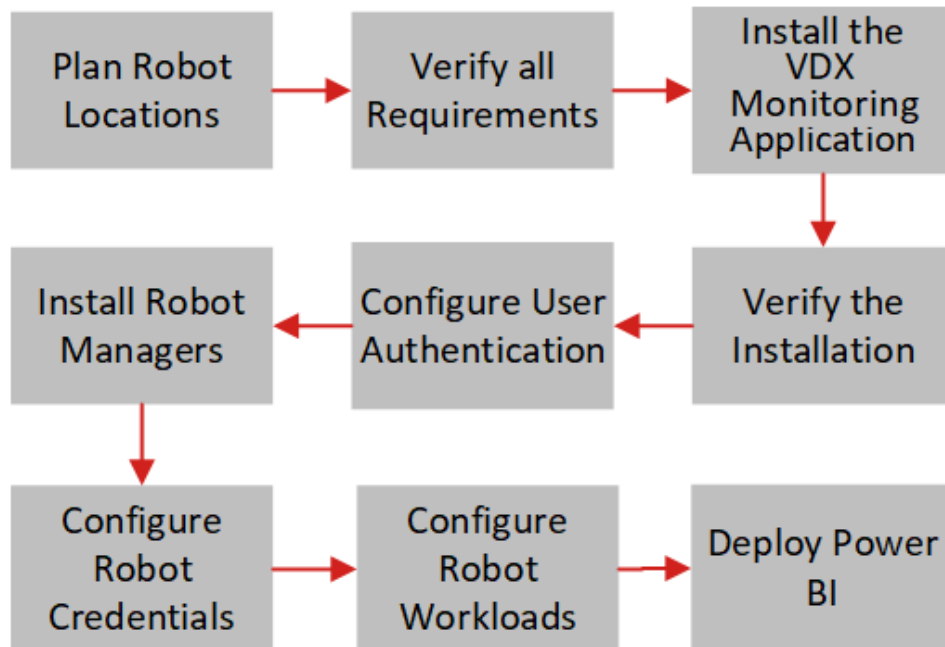 Plan Robot
Locations
Verify all
Requirements
Install the
VDX
Monitoring
Application
Verify the
Installation
Configure User
Authentication
Install Robot
Managers
Configure
Robot
Credentials
Configure
Robot
Workloads
Deploy Power
BI